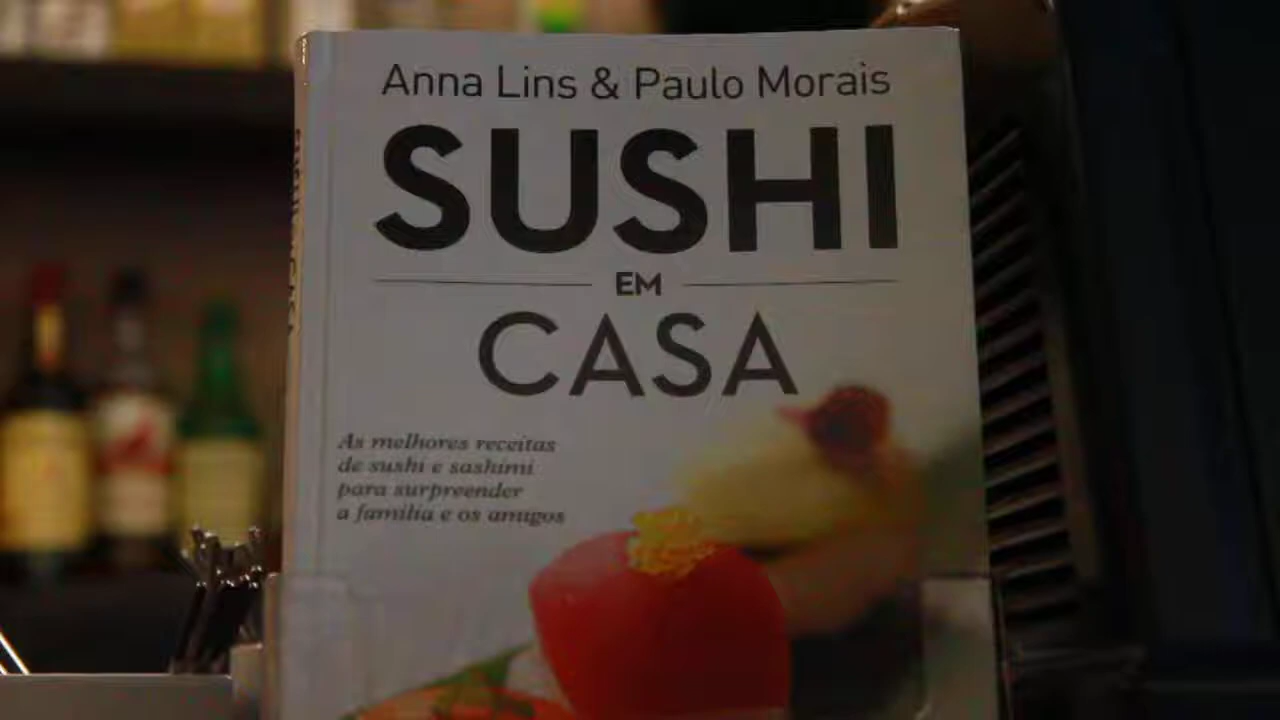 Anna Lins & Paulo Morais
SUSHI
EM
CASA
As melhores receitas
de sushi e sashimi
para surpreender
a família e os amigos